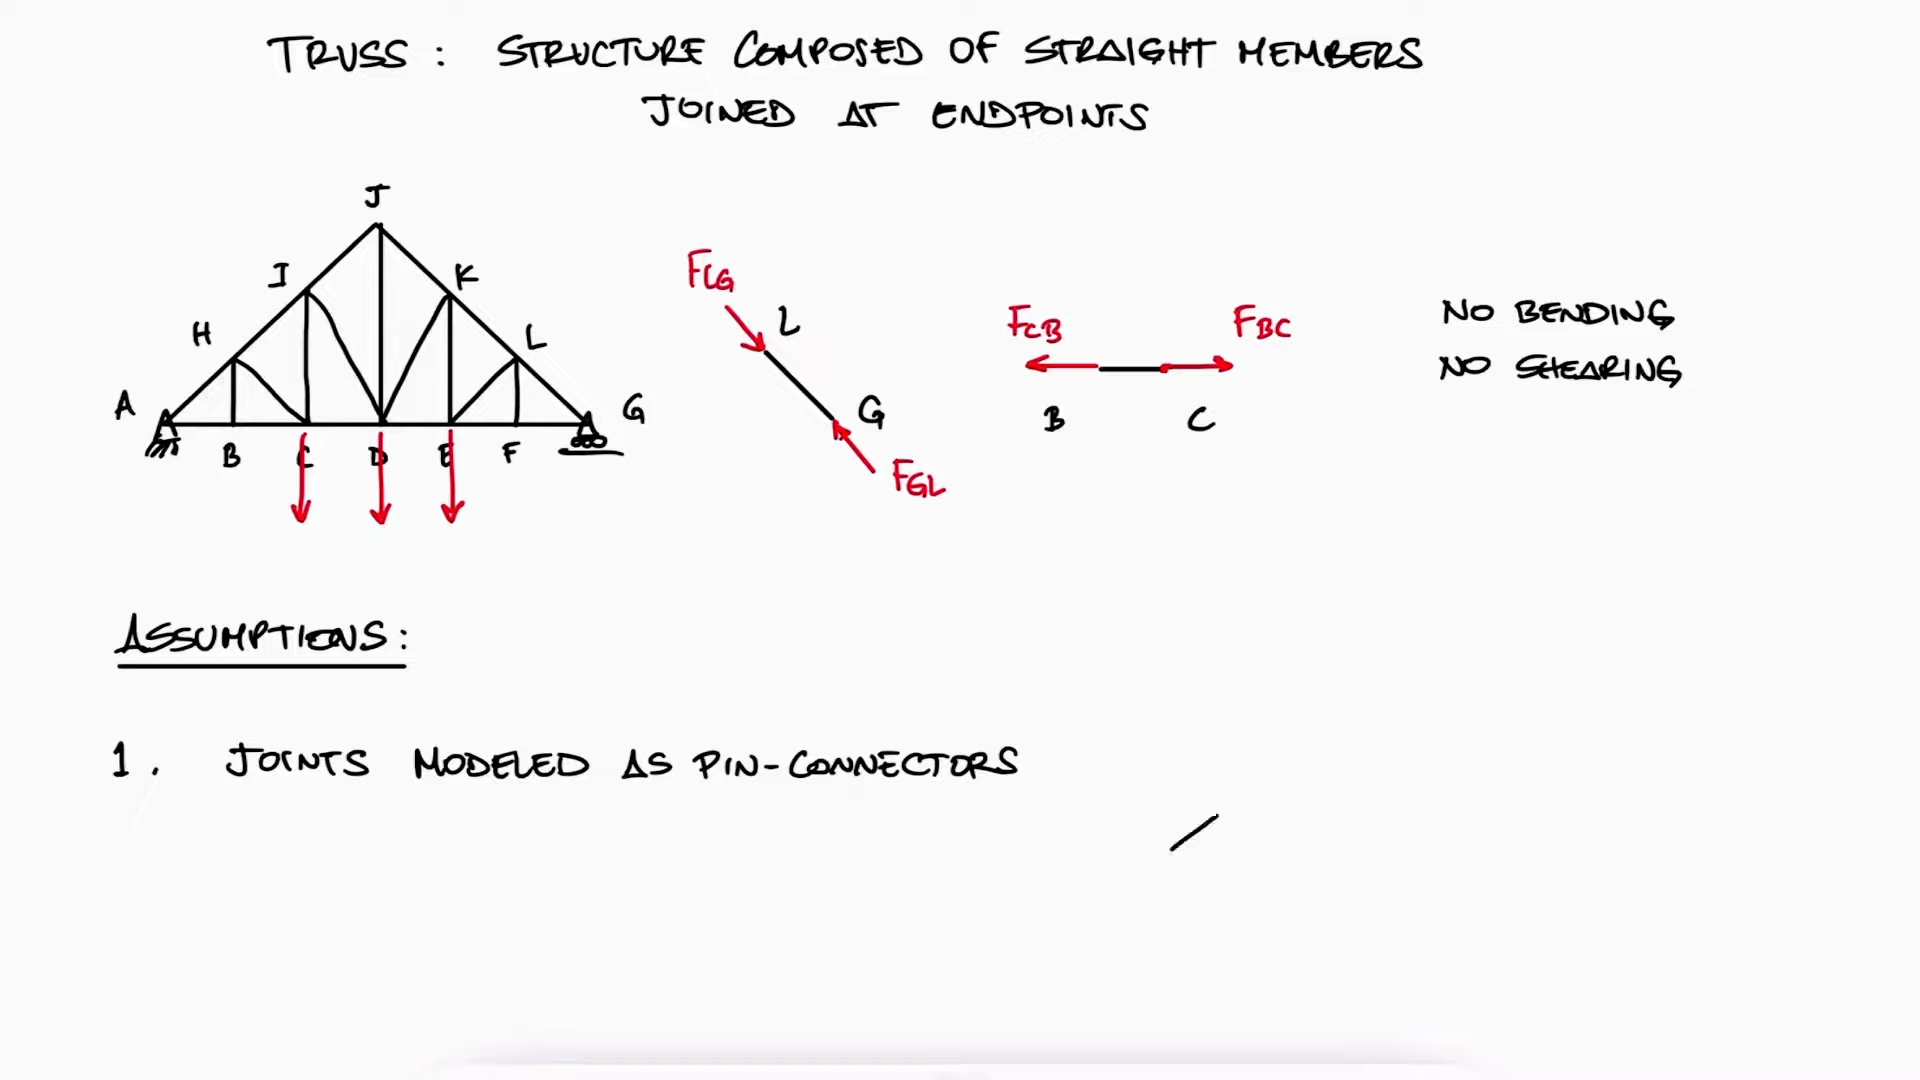 TRUSS: STRUCTURE COMPOSED OF STRAIGHT MEMBERS
JOINED AT ENDPOINTS
J
I
K
H
L
A
G
B
C
D
E
F
FLG
L
G
FGL
FCB
FBC
B
C
NO BENDING
NO SHEARING
ASSUMPTIONS:
1. JOINTS MODELED AS PIN-CONNECTORS